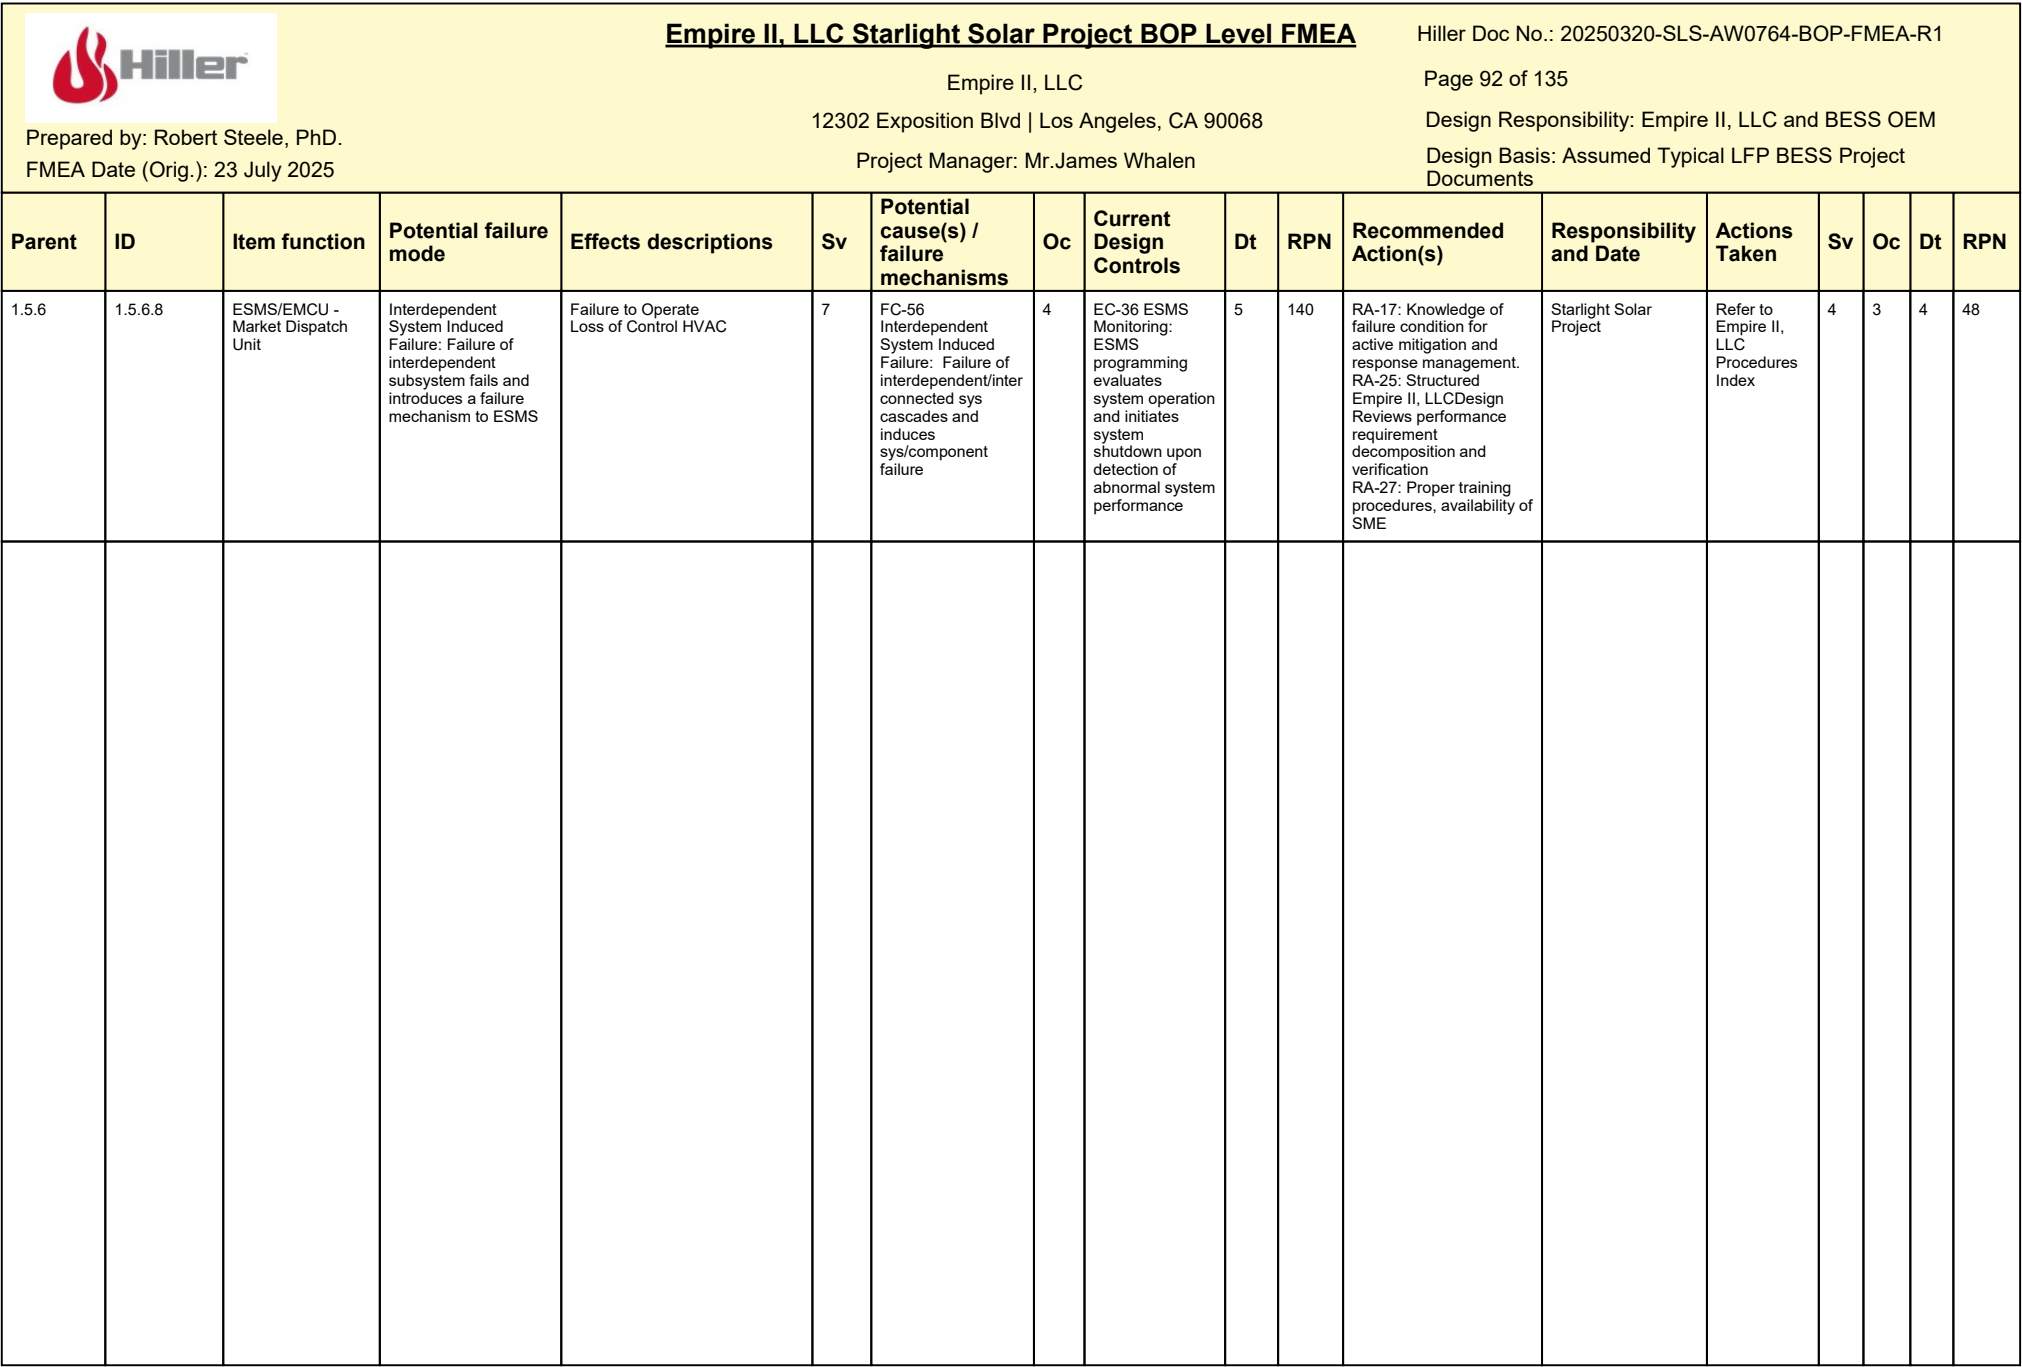 Hiller
Prepared by: Robert Steele, PhD.
FMEA Date (Orig.): 23 July 2025
Empire II, LLC Starlight Solar Project BOP Level FMEA
Empire II, LLC
12302 Exposition Blvd | Los Angeles, CA 90068
Project Manager: Mr.James Whalen
Hiller Doc No.: 20250320-SLS-AW0764-BOP-FMEA-R1
Page 92 of 135
Design Responsibility: Empire II, LLC and BESS OEM
Design Basis: Assumed Typical LFP BESS Project
Documents
Parent
ID
Item function
Potential failure
mode
Effects descriptions
Sv
Potential
cause(s) /
failure
mechanisms
Oc
Current
Design
Controls
Dt
RPN
Recommended
Action(s)
Responsibility
and Date
Actions
Taken
Sv
Oc
Dt
RPN
1.5.6
1.5.6.8
ESMS/EMCU -
Market Dispatch
Unit
Interdependent
System Induced
Failure: Failure of
interdependent
subsystem fails and
introduces a failure
mechanism to ESMS
Failure to Operate
Loss of Control HVAC
7
FC-56
Interdependent
System Induced
Failure:  Failure of
interdependent/inter
connected sys
cascades and
induces
sys/component
failure
4
EC-36 ESMS
Monitoring:
ESMS
programming
evaluates
system operation
and initiates
system
shutdown upon
detection of
abnormal system
performance
5
140
RA-17: Knowledge of
failure condition for
active mitigation and
response management.
RA-25: Structured
Empire II, LLCDesign
Reviews performance
requirement
decomposition and
verification
RA-27: Proper training
procedures, availability of
SME
Starlight Solar
Project
Refer to
Empire II,
LLC
Procedures
Index
4
3
4
48